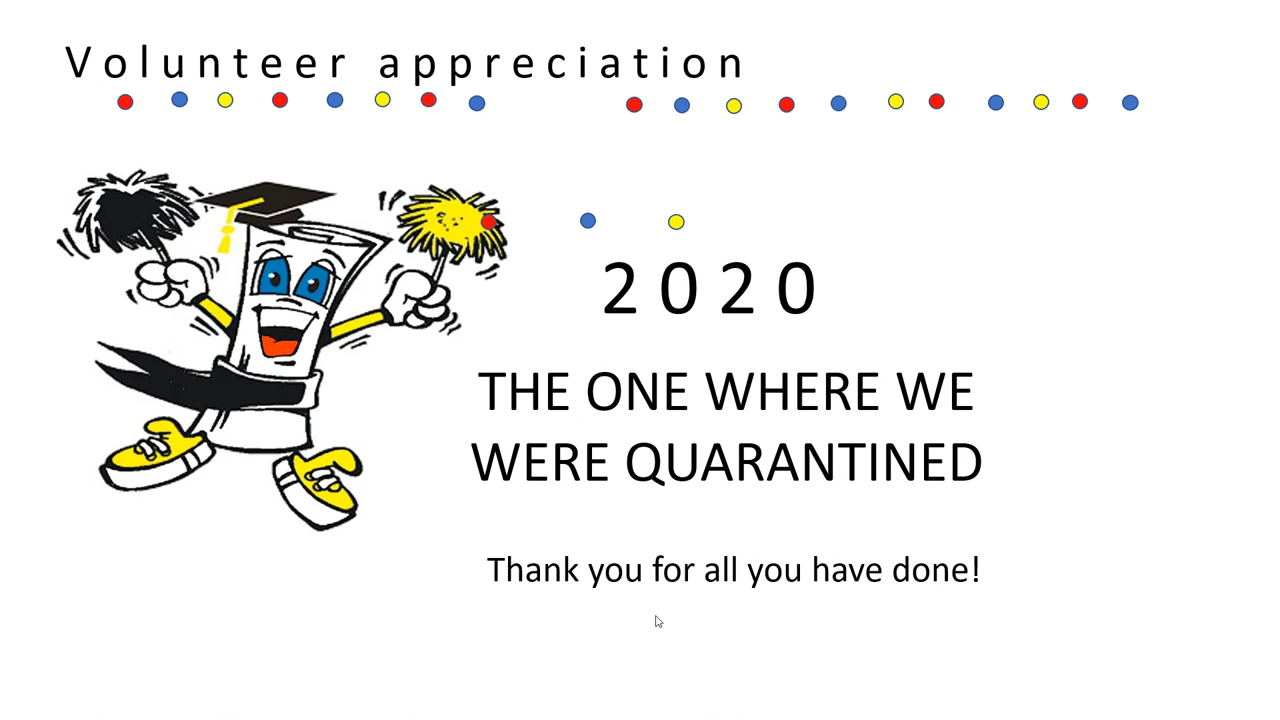 Volunteer appreciation
2020
THE ONE WHERE WE
WERE QUARANTINED
Thank you for all you have done!